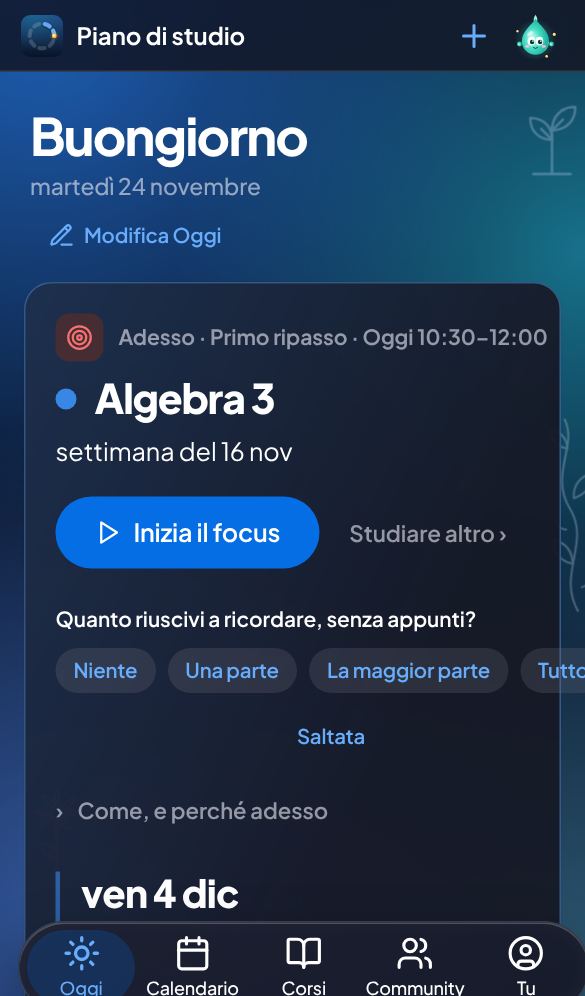 Piano di studio
Buongiorno
martedì 24 novembre
Modifica Oggi
Adesso · Primo ripasso · Oggi 10:30–12:00
Algebra 3
settimana del 16 nov
Inizia il focus
Studiare altro ›
Quanto riuscivi a ricordare, senza appunti?
Niente
Una parte
La maggior parte
Tutto
Saltata
› Come, e perché adesso
ven 4 dic
Oggi
Calendario
Corsi
Community
Tu